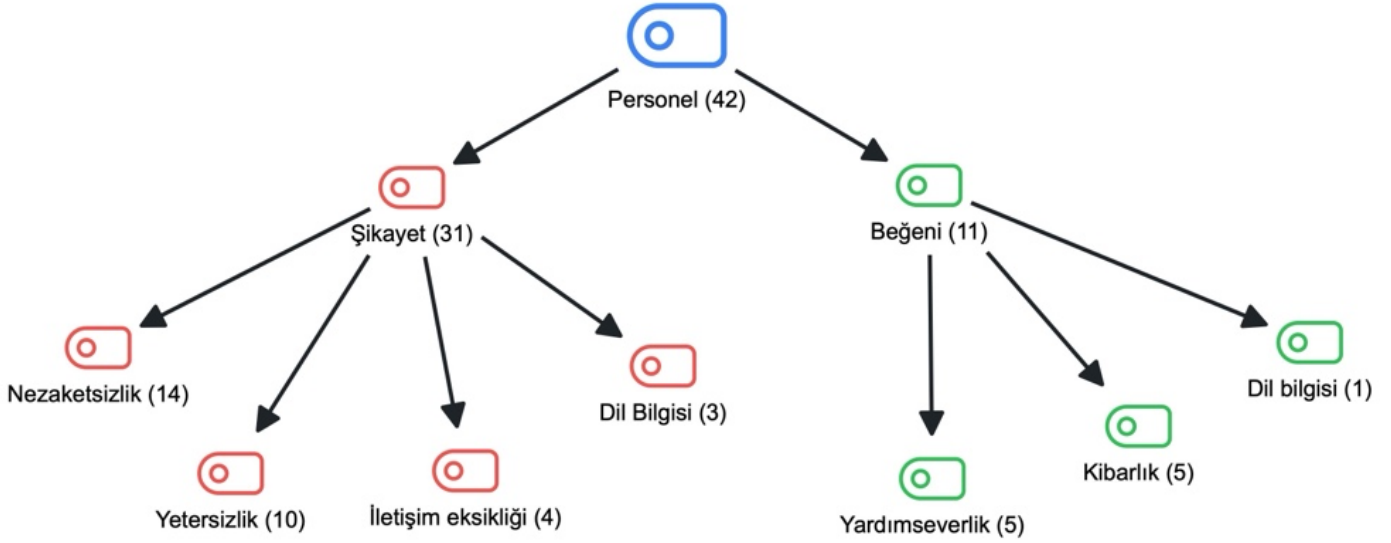 Personel (42)
Şikayet (31)
Beğeni (11)
Nezaketsizlik (14)
Yetersizlik (10)
İletişim eksikliği (4)
Dil Bilgisi (3)
Yardımseverlik (5)
Kibarlık (5)
Dil bilgisi (1)